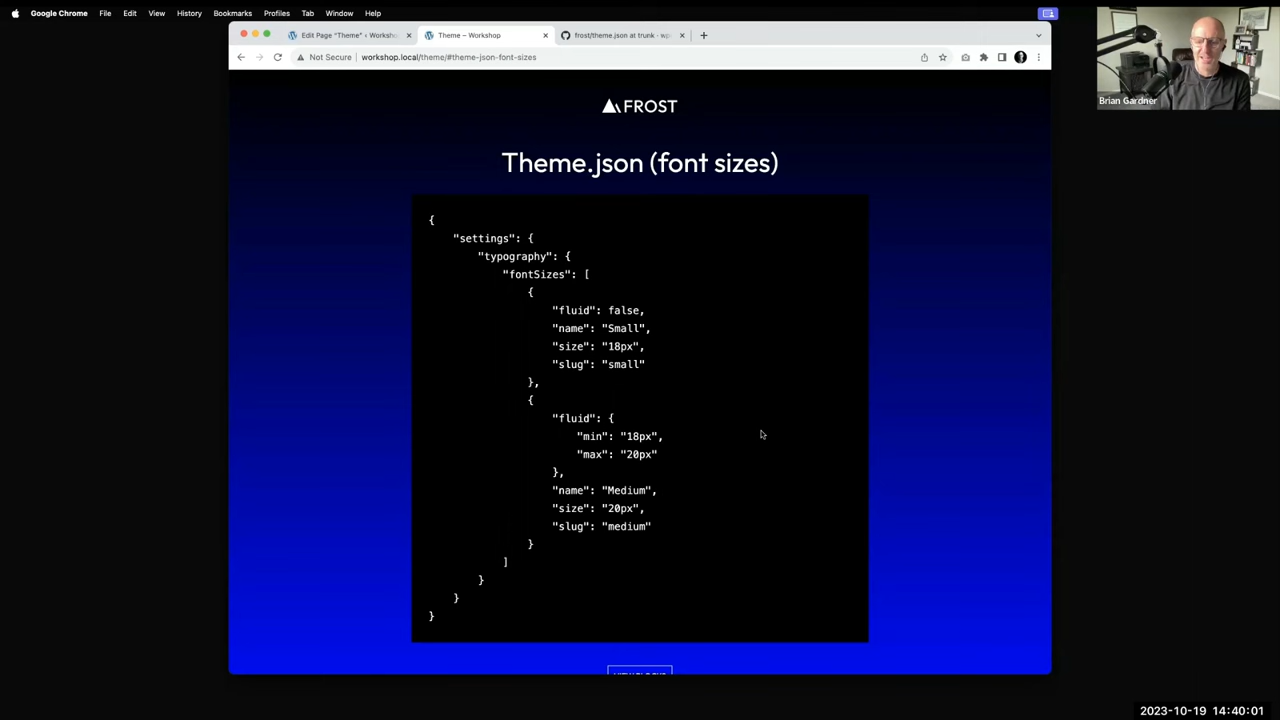 Google Chrome File Edit View History Bookmarks Profiles Tab Window Help
Edit Page "Theme" ‹ Worksho
Theme – Workshop
frost/theme.json at trunk · wp
Not Secure workshop.local/theme/#theme-json-font-sizes
Brian Gardner
FROST
Theme.json (font sizes)
{
"settings": {
"typography": {
"fontSizes": [
{
"fluid": false,
"name": "Small",
"size": "18px",
"slug": "small"
},
{
"fluid": {
"min": "18px",
"max": "20px"
},
"name": "Medium",
"size": "20px",
"slug": "medium"
}
]
}
}
}
2023-10-19 14:40:01